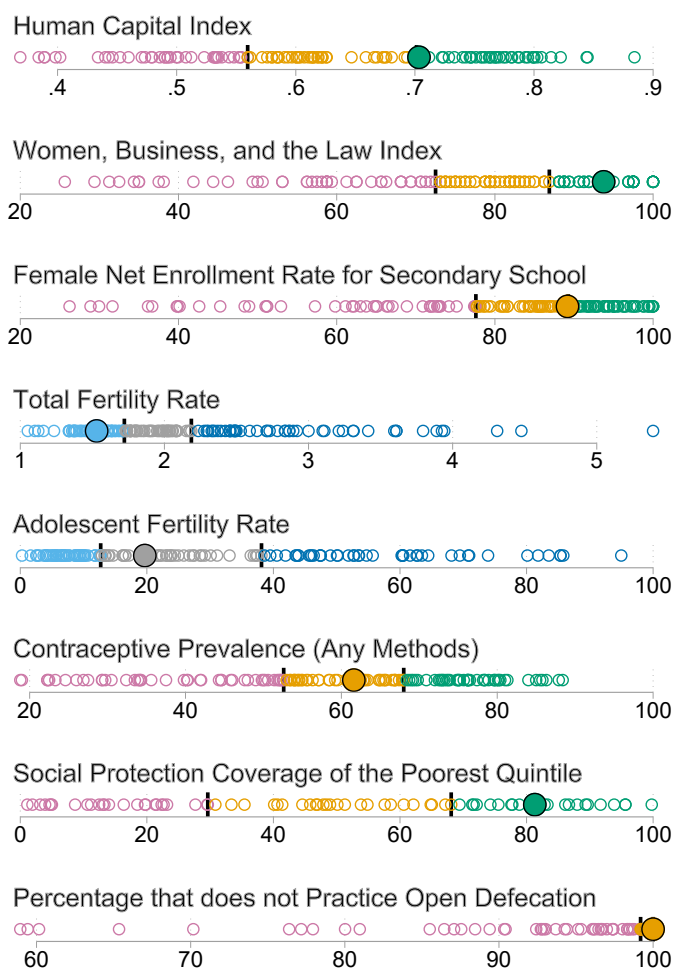 Human Capital Index
.4 .5 .6 .7 .8 .9
Women, Business, and the Law Index
20 40 60 80 100
Female Net Enrollment Rate for Secondary School
20 40 60 80 100
Total Fertility Rate
1 2 3 4 5
Adolescent Fertility Rate
0 20 40 60 80 100
Contraceptive Prevalence (Any Methods)
20 40 60 80 100
Social Protection Coverage of the Poorest Quintile
0 20 40 60 80 100
Percentage that does not Practice Open Defecation
60 70 80 90 100